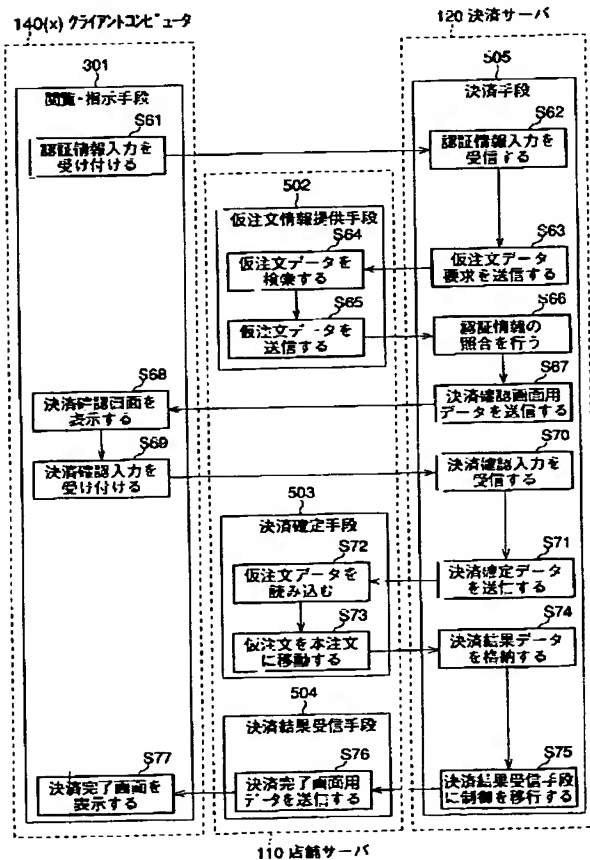 140(x) クライアントコンピュータ
120 決済サーバ
301
閲覧・指示手段
S61
認証情報入力を
受け付ける
505
決済手段
S62
認証情報入力を
受信する
502
仮注文情報提供手段
S64
仮注文データを
検索する
S63
仮注文データ
要求を送信する
S65
仮注文データを
送信する
S66
認証情報の
照合を行う
S67
決済確認画面用
データを送信する
S68
決済確認画面を
表示する
S69
決済確認入力を
受け付ける
S70
決済確認入力を
受信する
503
決済確定手段
S72
仮注文データを
読み込む
S71
決済確定データ
を送信する
S73
仮注文を本注文
に移動する
S74
決済結果データ
を格納する
504
決済結果受信手段
S76
決済完了画面用
データを送信する
S75
決済結果受信手段
に制御を移行する
S77
決済完了画面を
表示する
110 店舗サーバ